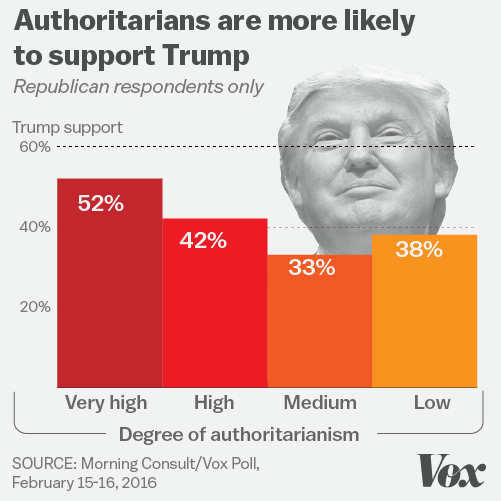 Authoritarians are more likely
to support Trump
Republican respondents only
Trump support
60%
52%
40%
42%
38%
33%
20%
Very high
High
Medium
Low
Degree of authoritarianism
SOURCE: Morning Consult/Vox Poll,
February 15-16, 2016
Vox